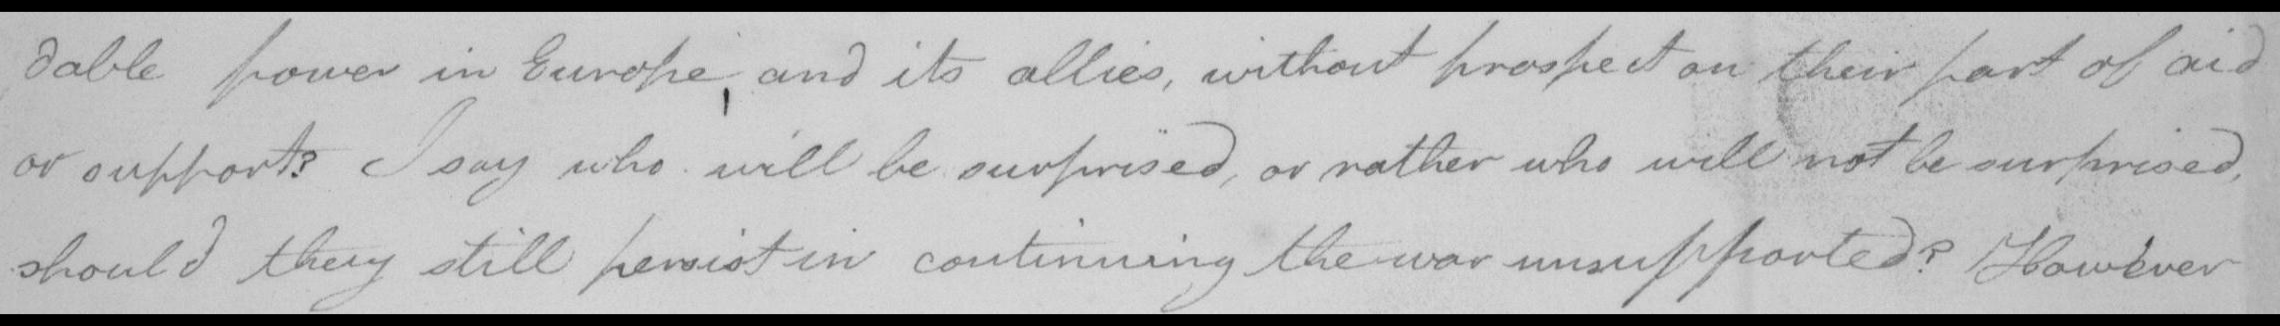 dable power in Europe, and its allies, without prospect on their part of aid
or support? I say who will be surprised, or rather who will not be surprised,
should they still persist in continuing the war unsupported? However